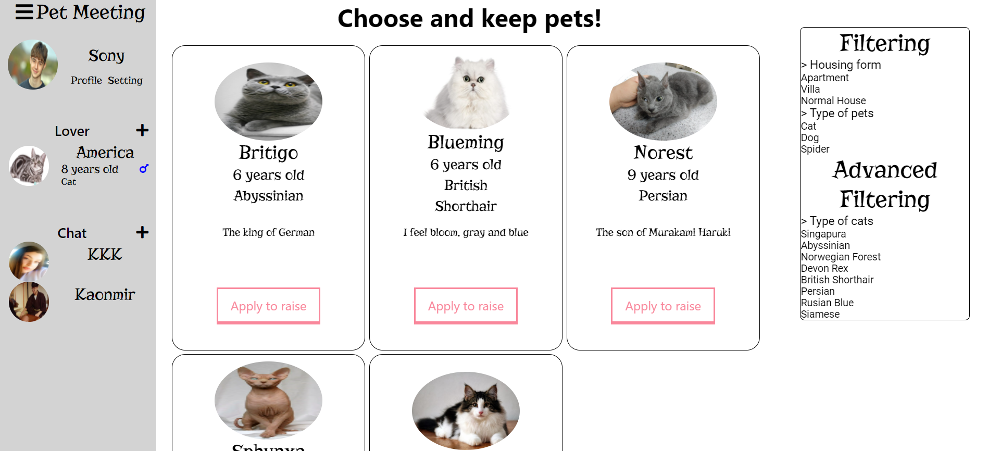 Pet Meeting
Sony
Profile Setting
Lover
America
8 years old
Cat
Chat
KKK
Kaonmir
Choose and keep pets!
Britigo
6 years old
Abyssinian
The king of German
Apply to raise
Blueming
6 years old
British
Shorthair
I feel bloom, gray and blue
Apply to raise
Norest
9 years old
Persian
The son of Murakami Haruki
Apply to raise
Filtering
> Housing form
Apartment
Villa
Normal House
> Type of pets
Cat
Dog
Spider
Advanced
Filtering
> Type of cats
Singapura
Abyssinian
Norwegian Forest
Devon Rex
British Shorthair
Persian
Rusian Blue
Siamese